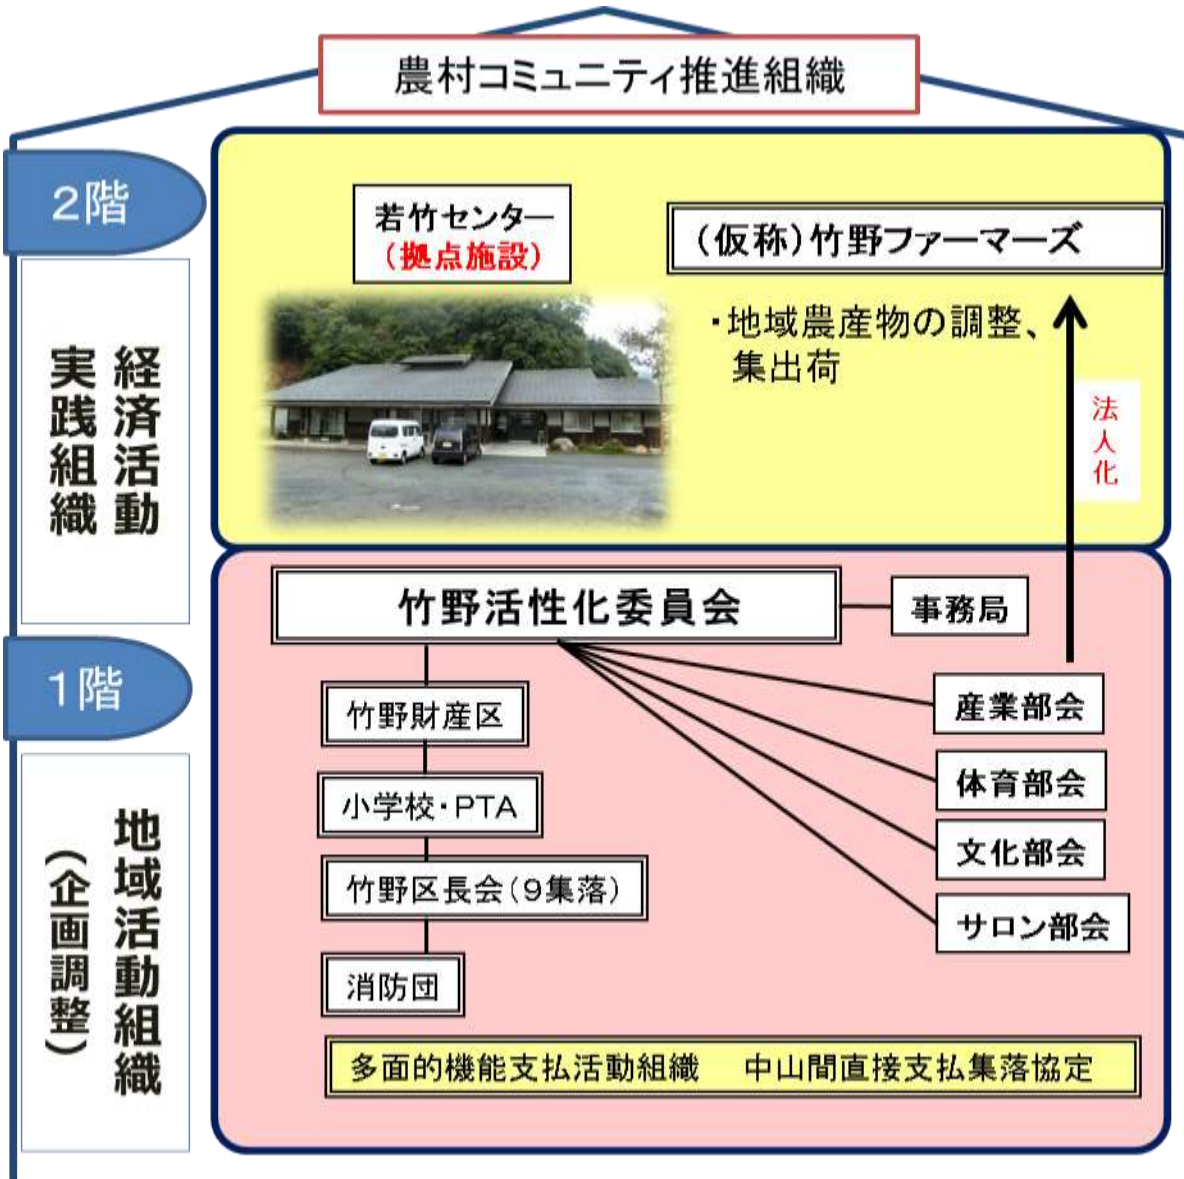 農村コミュニティ推進組織
2階
経済活動
実践組織
若竹センター
(拠点施設)
(仮称)竹野ファーマーズ
・地域農産物の調整、
集出荷
法人化
1階
地域活動組織
(企画調整)
竹野活性化委員会
事務局
竹野財産区
小学校・PTA
竹野区長会(9集落)
消防団
産業部会
体育部会
文化部会
サロン部会
多面的機能支払活動組織 中山間直接支払集落協定